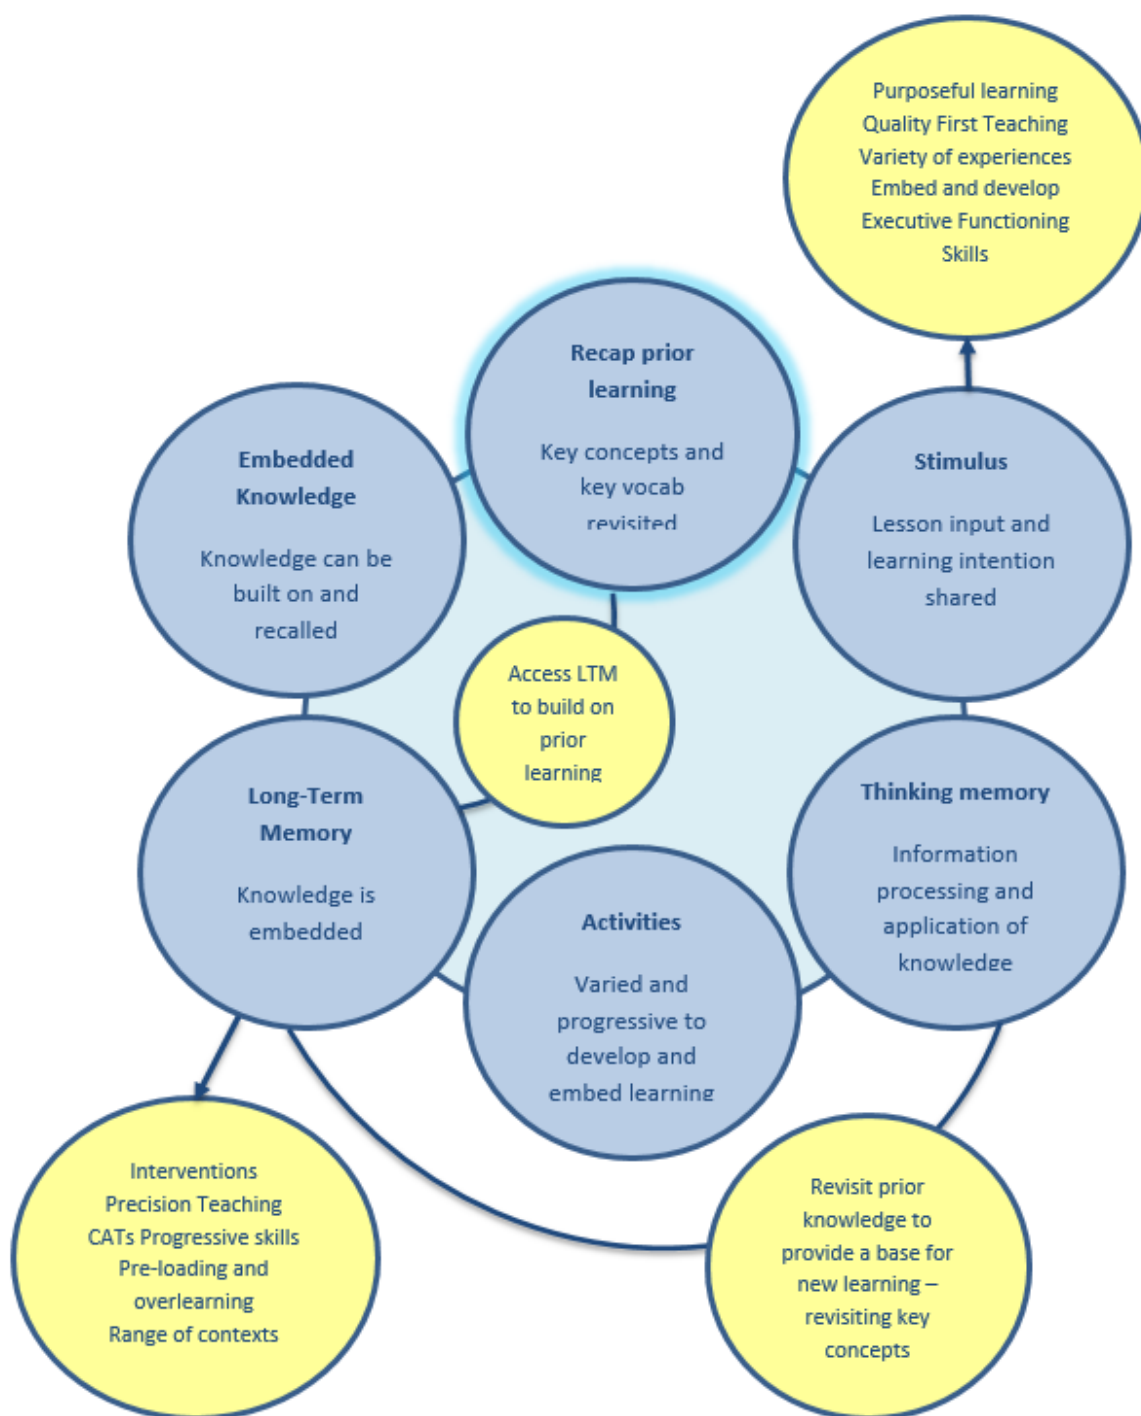 Purposeful learning
Quality First Teaching
Variety of experiences
Embed and develop
Executive Functioning
Skills
Recap prior
learning
Key concepts and
key vocab
revisited
Embedded
Knowledge
Knowledge can be
built on and
recalled
Stimulus
Lesson input and
learning intention
shared
Access LTM
to build on
prior
learning
Long-Term
Memory
Knowledge is
embedded
Thinking memory
Information
processing and
application of
knowledge
Activities
Varied and
progressive to
develop and
embed learning
Interventions
Precision Teaching
CATs Progressive skills
Pre-loading and
overlearning
Range of contexts
Revisit prior
knowledge to
provide a base for
new learning –
revisiting key
concepts